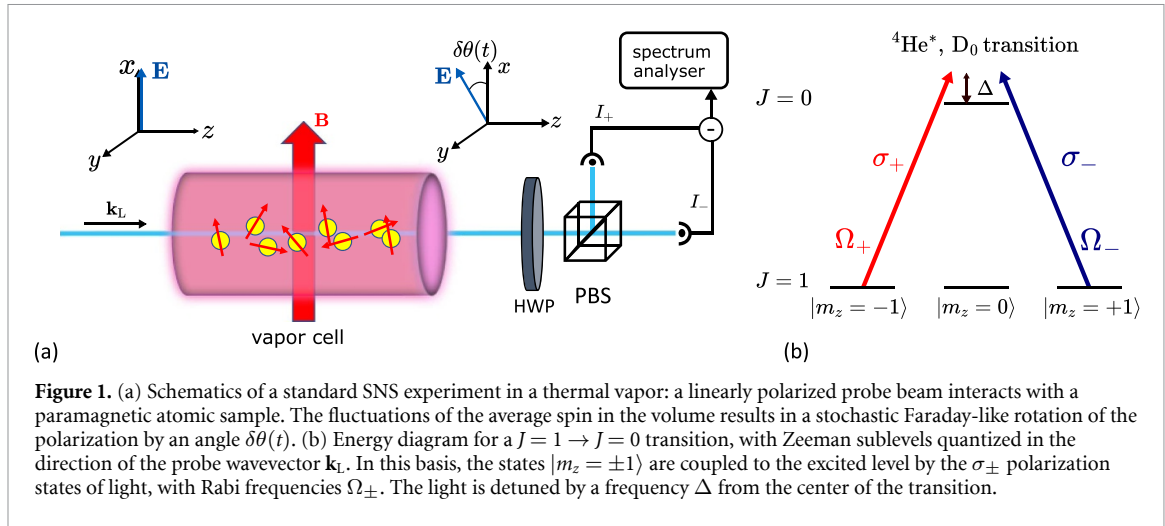 δθ(t)
x E
z
y
E x
z
y
B
k_L
vapor cell
HWP
PBS
I_+
I_-
-
spectrum
analyser
(a)
⁴He*, D₀ transition
Δ
J = 0
σ_+ σ_-
Ω_+ Ω_-
J = 1
|m_z = −1⟩ |m_z = 0⟩ |m_z = +1⟩
(b)
Figure 1. (a) Schematics of a standard SNS experiment in a thermal vapor: a linearly polarized probe beam interacts with a
paramagnetic atomic sample. The fluctuations of the average spin in the volume results in a stochastic Faraday-like rotation of the
polarization by an angle δθ(t). (b) Energy diagram for a J = 1 → J = 0 transition, with Zeeman sublevels quantized in the
direction of the probe wavevector k_L. In this basis, the states |m_z = ±1⟩ are coupled to the excited level by the σ_± polarization
states of light, with Rabi frequencies Ω_±. The light is detuned by a frequency Δ from the center of the transition.